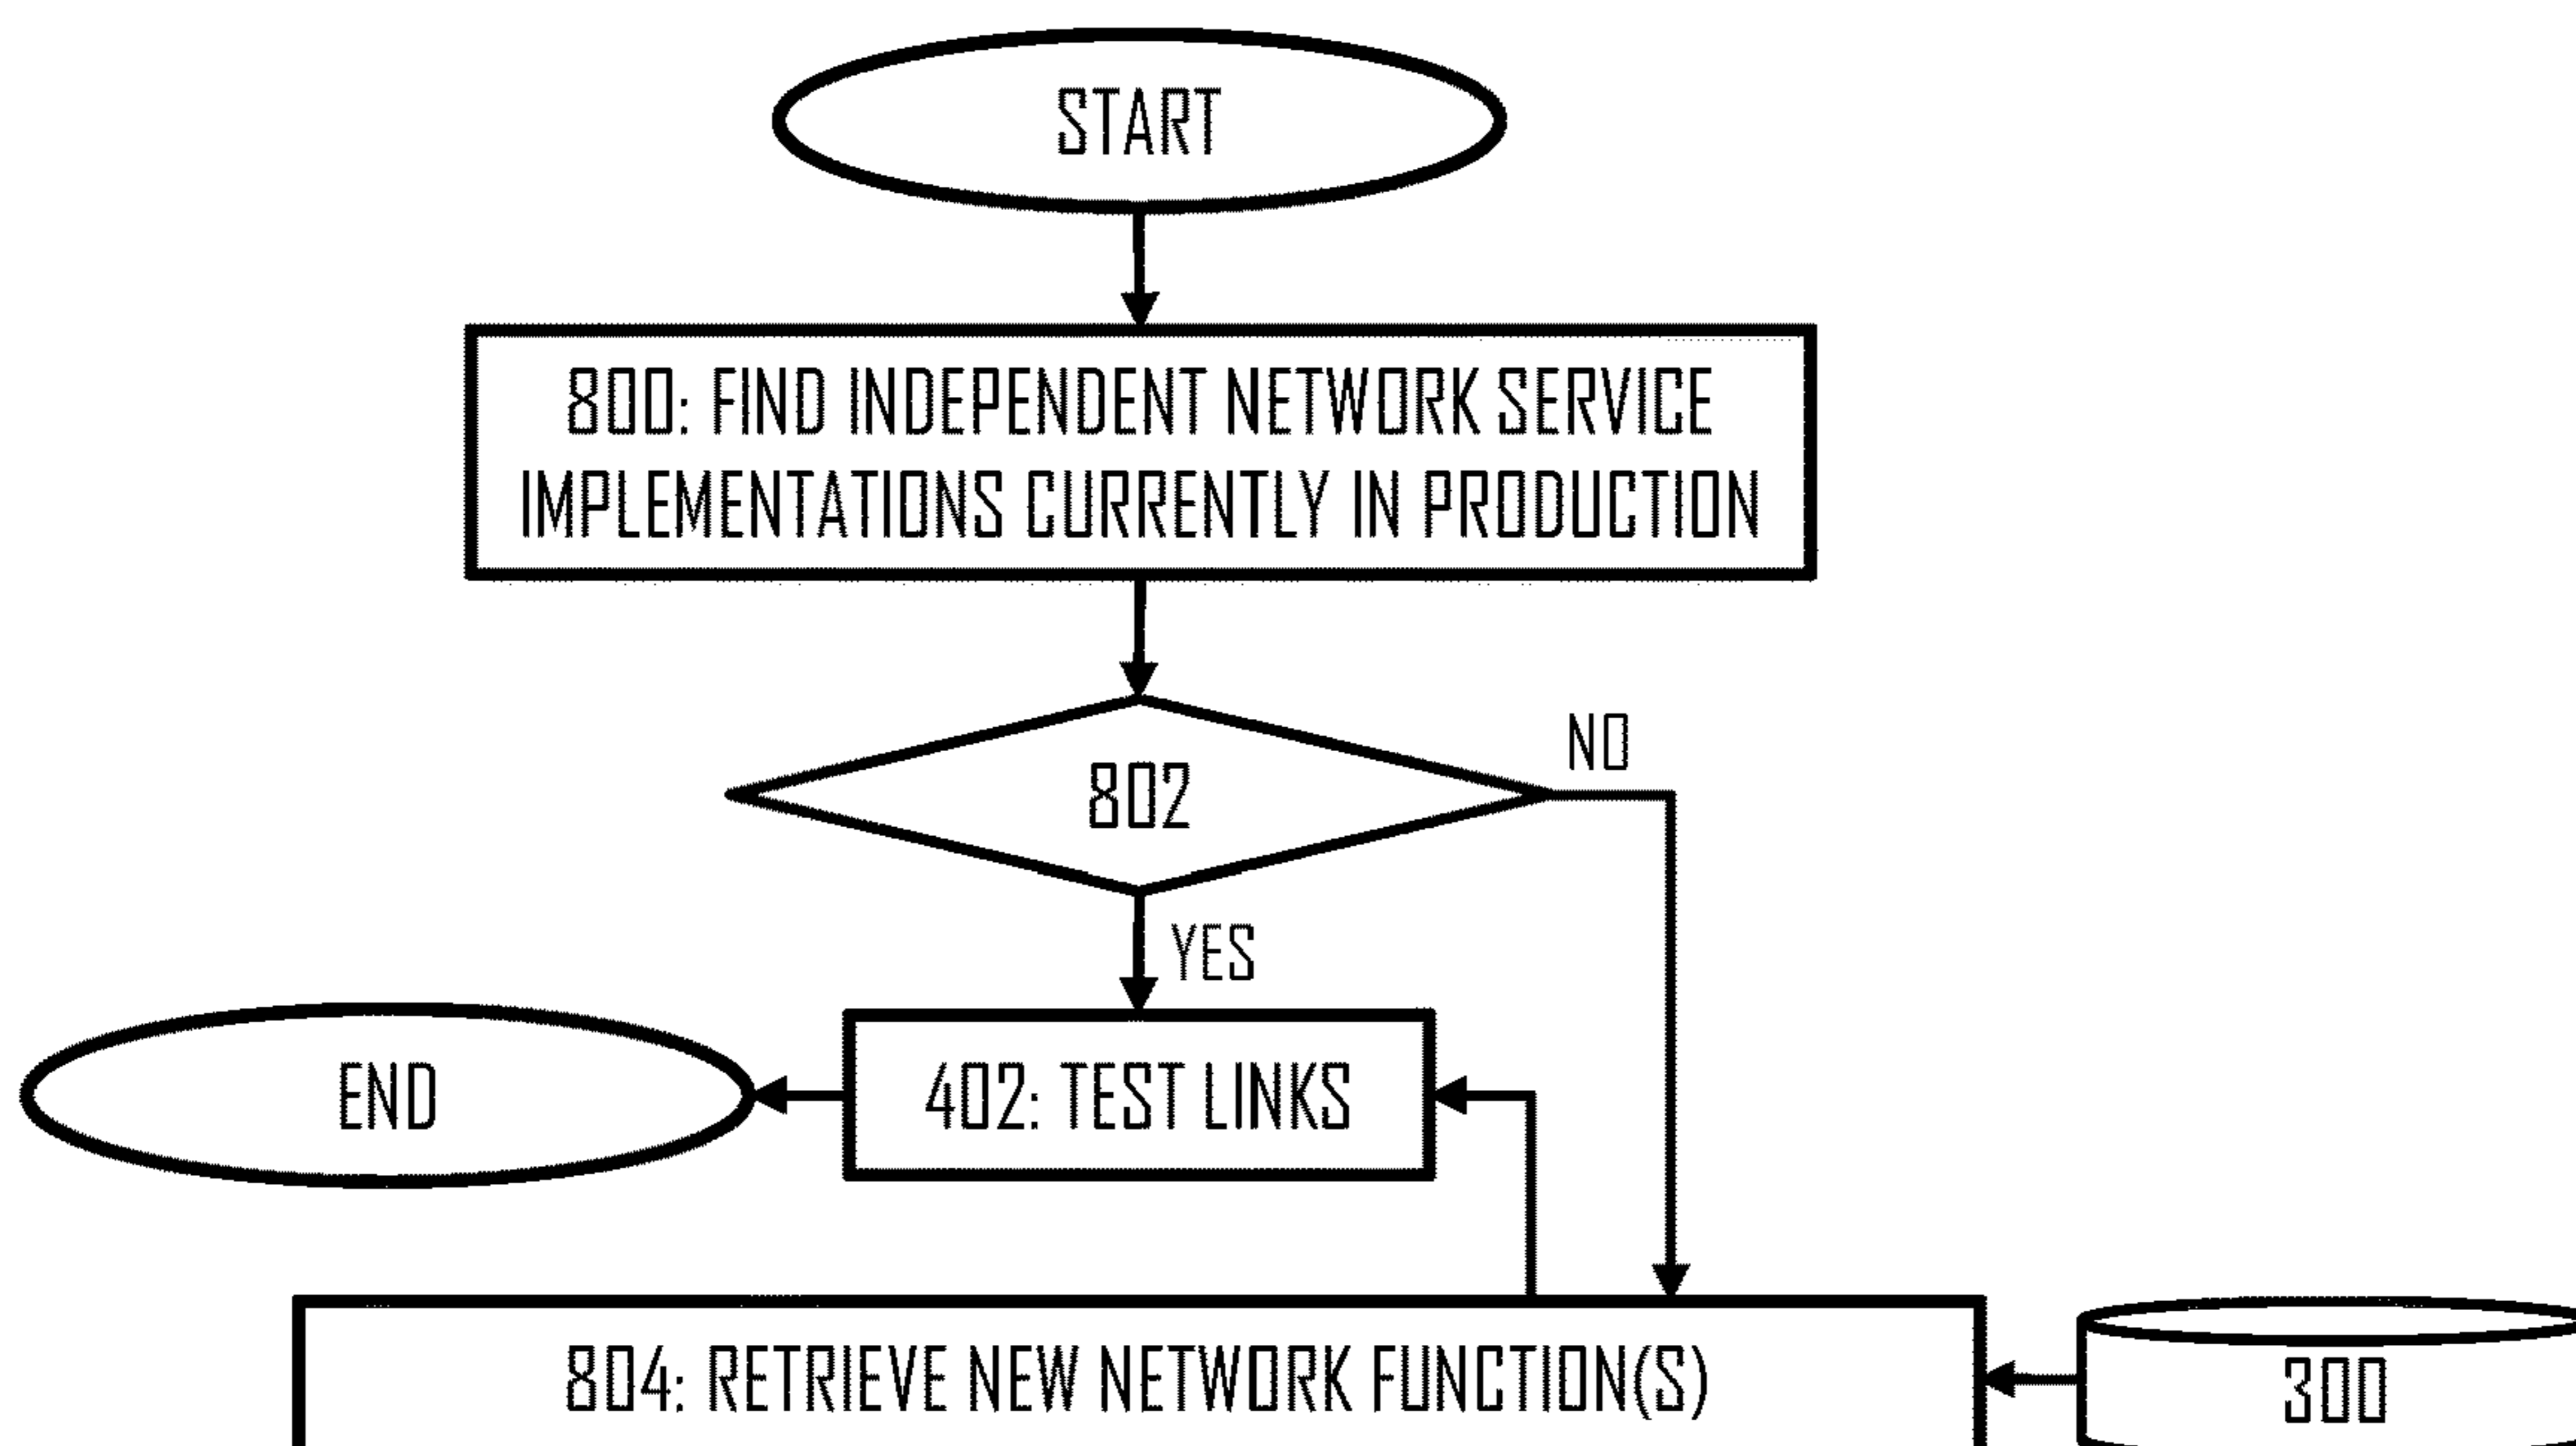 START
800: FIND INDEPENDENT NETWORK SERVICE
IMPLEMENTATIONS CURRENTLY IN PRODUCTION
802
NO
YES
END
402: TEST LINKS
804: RETRIEVE NEW NETWORK FUNCTION(S)
300